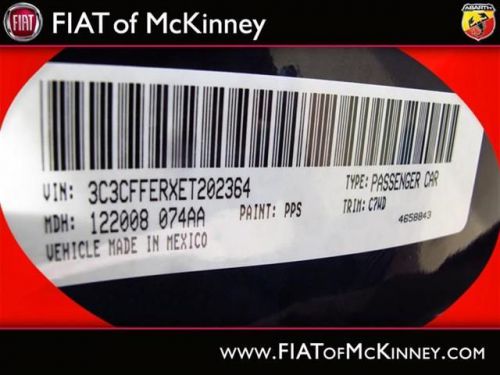 FIAT
FIAT of McKinney
ABARTH
VIN: 3C3CFFERXET202364
TYPE: PASSENGER CAR
MDH: 122008 074AA
PAINT: PPS
TRIM: C7WD
VEHICLE MADE IN MEXICO
4658843
www.FIATofMcKinney.com